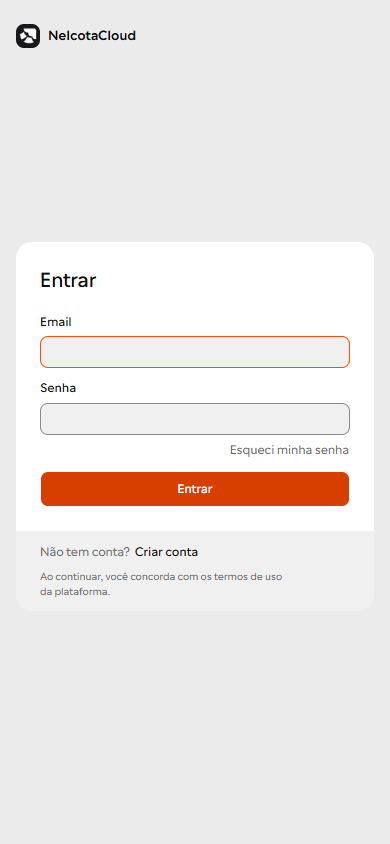 NelcotaCloud
Entrar
Email
Senha
Esqueci minha senha
Entrar
Não tem conta? Criar conta
Ao continuar, você concorda com os termos de uso
da plataforma.